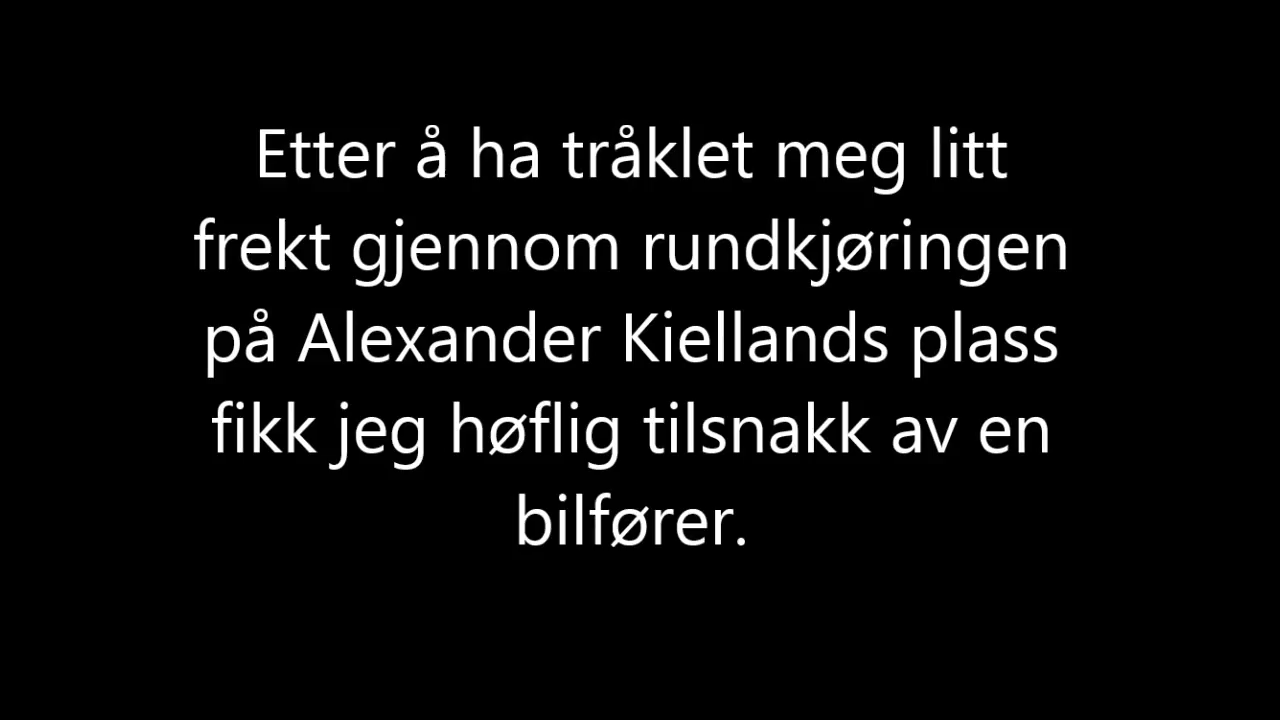 Etter å ha tråklet meg litt
frekt gjennom rundkjøringen
på Alexander Kiellands plass
fikk jeg høflig tilsnakk av en
bilfører.